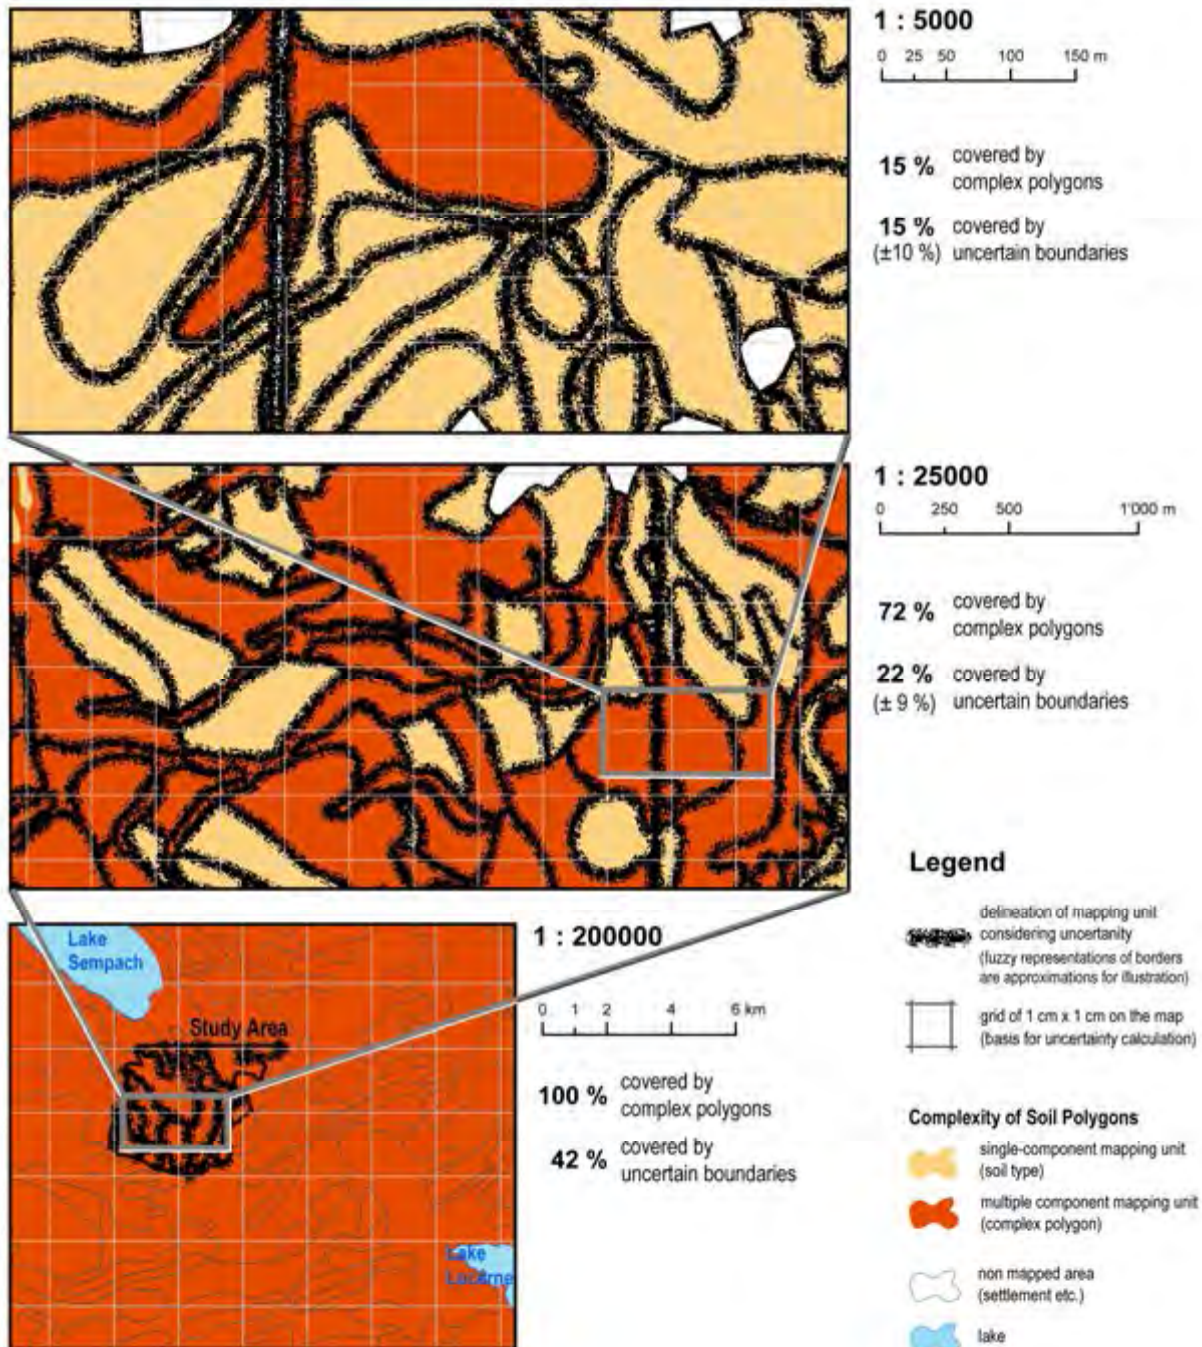 1 : 5000
0 25 50 100 150 m
15 % covered by
complex polygons
15 % covered by
(±10 %) uncertain boundaries
1 : 25000
0 250 500 1'000 m
72 % covered by
complex polygons
22 % covered by
(± 9 %) uncertain boundaries
Legend
delineation of mapping unit
considering uncertanity
(fuzzy representations of borders
are approximations for illustration)
grid of 1 cm x 1 cm on the map
(basis for uncertainty calculation)
Complexity of Soil Polygons
single-component mapping unit
(soil type)
multiple component mapping unit
(complex polygon)
non mapped area
(settlement etc.)
lake
1 : 200000
0 1 2 4 6 km
100 % covered by
complex polygons
42 % covered by
uncertain boundaries
Lake
Sempach
Study Area
Lake
Lucerne